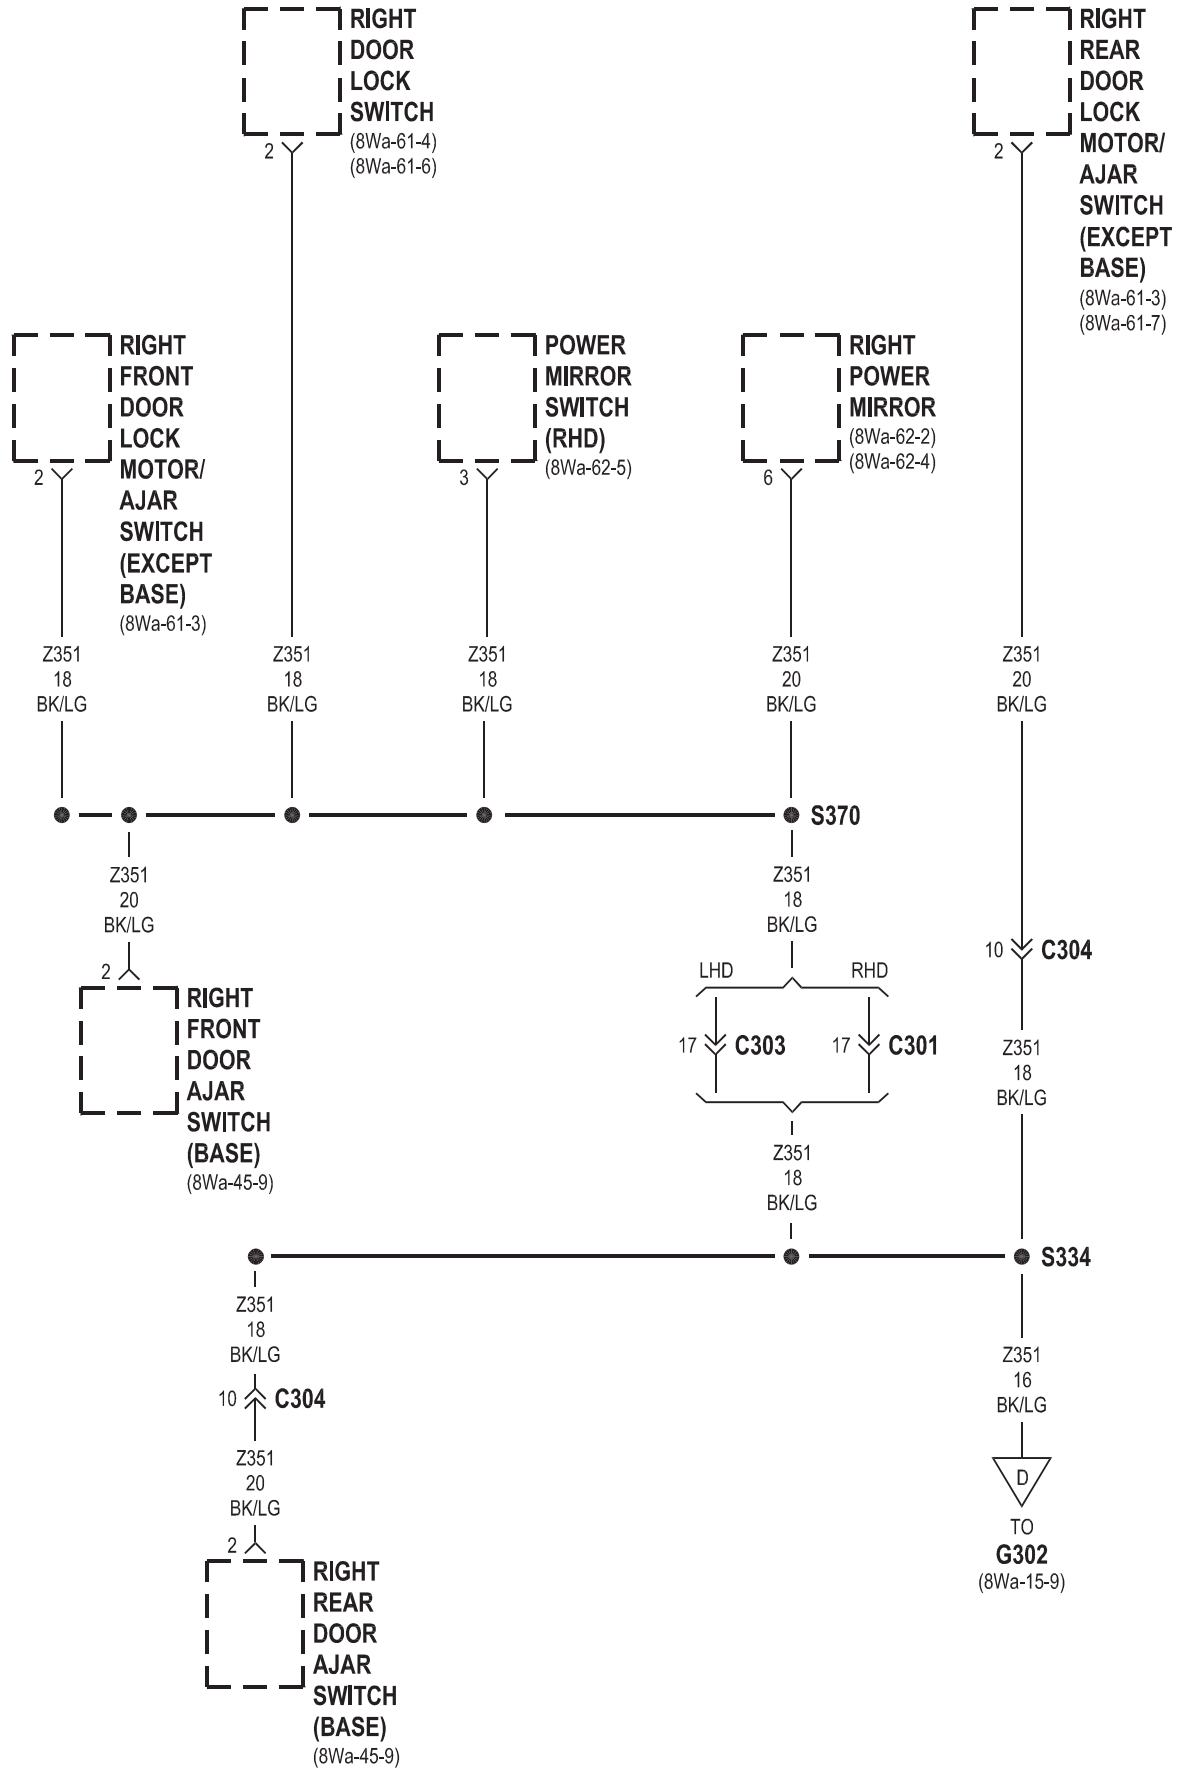 RIGHT
DOOR
LOCK
SWITCH
(8Wa-61-4)
(8Wa-61-6)
2
RIGHT
REAR
DOOR
LOCK
MOTOR/
AJAR
SWITCH
(EXCEPT
BASE)
(8Wa-61-3)
(8Wa-61-7)
2
RIGHT
FRONT
DOOR
LOCK
MOTOR/
AJAR
SWITCH
(EXCEPT
BASE)
(8Wa-61-3)
2
POWER
MIRROR
SWITCH
(RHD)
(8Wa-62-5)
3
RIGHT
POWER
MIRROR
(8Wa-62-2)
(8Wa-62-4)
6
Z351
18
BK/LG
Z351
18
BK/LG
Z351
18
BK/LG
Z351
20
BK/LG
Z351
20
BK/LG
S370
Z351
20
BK/LG
2
RIGHT
FRONT
DOOR
AJAR
SWITCH
(BASE)
(8Wa-45-9)
Z351
18
BK/LG
LHD
RHD
17
C303
17
C301
10
C304
Z351
18
BK/LG
Z351
18
BK/LG
S334
Z351
18
BK/LG
10
C304
Z351
20
BK/LG
2
RIGHT
REAR
DOOR
AJAR
SWITCH
(BASE)
(8Wa-45-9)
Z351
16
BK/LG
D
TO
G302
(8Wa-15-9)